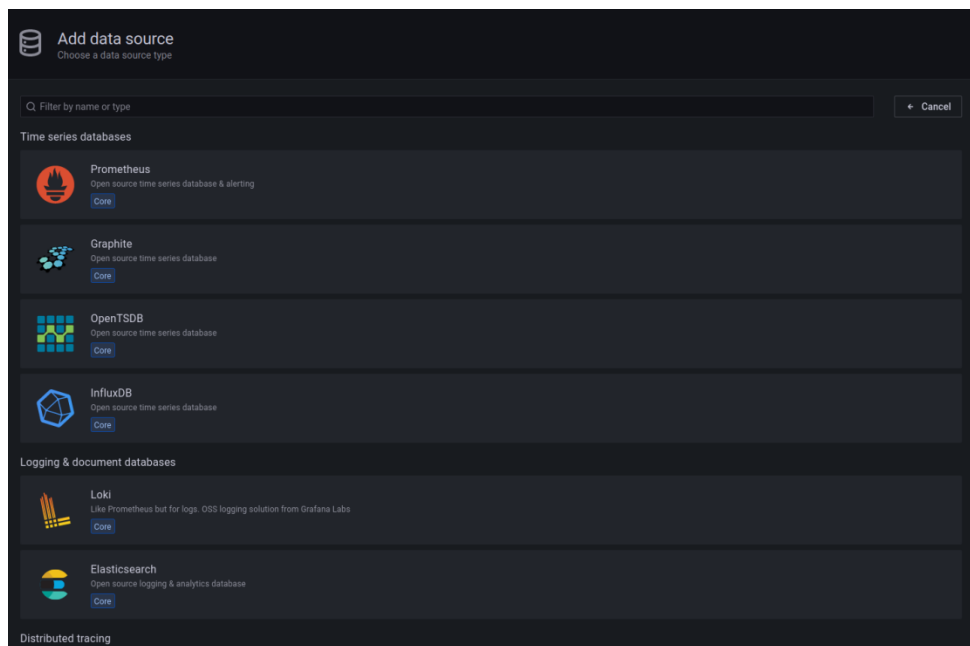 Add data source
Choose a data source type
Filter by name or type
Cancel
Time series databases
Prometheus
Open source time series database & alerting
Core
Graphite
Open source time series database
Core
OpenTSDB
Open source time series database
Core
InfluxDB
Open source time series database
Core
Logging & document databases
Loki
Like Prometheus but for logs. OSS logging solution from Grafana Labs
Core
Elasticsearch
Open source logging & analytics database
Core
Distributed tracing